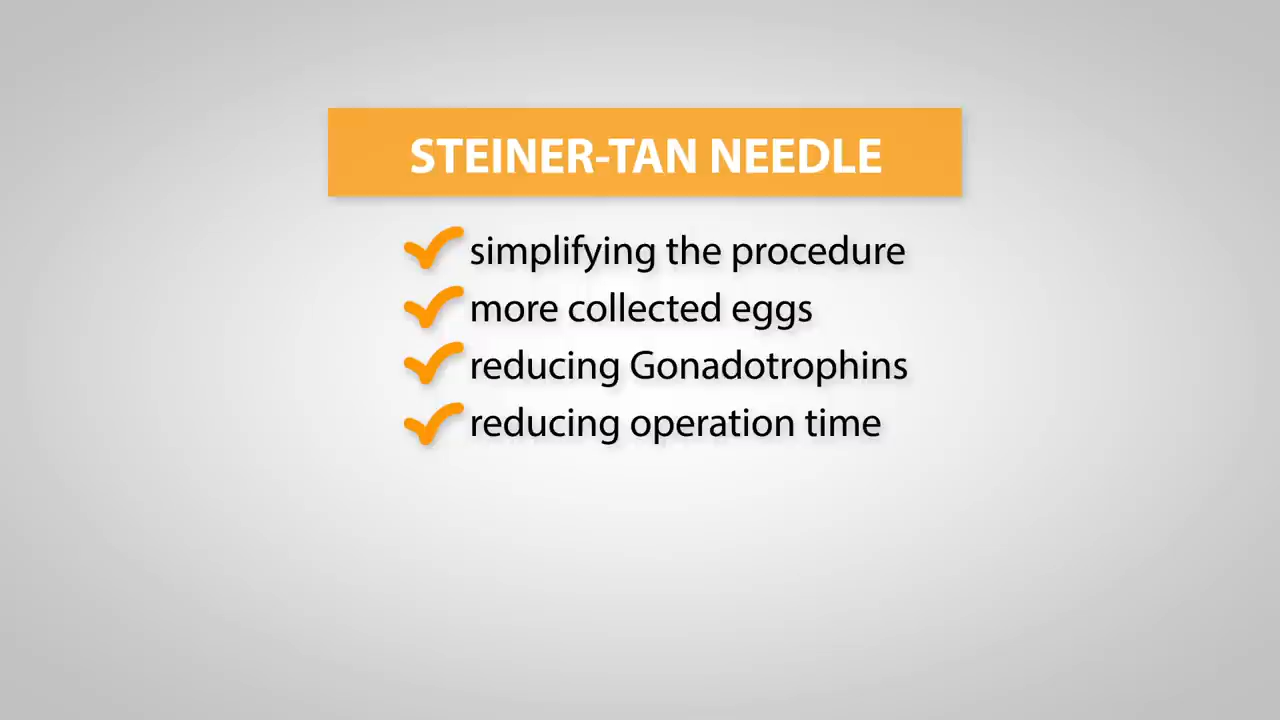 STEINER-TAN NEEDLE
simplifying the procedure
more collected eggs
reducing Gonadotrophins
reducing operation time